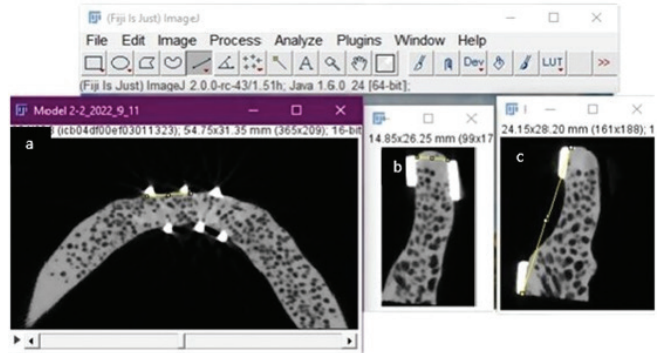 (Fiji Is Just) ImageJ
File Edit Image Process Analyze Plugins Window Help
A Dev LUT >>
(Fiji Is Just) ImageJ 2.0.0-rc-43/1.51h; Java 1.6.0_24 [64-bit];
Model 2-2_2022_9_11
(icb04df00ef03011323); 54.75x31.35 mm (365x209); 16-bit
a
14.85x26.25 mm (99x17
b
24.15x28.20 mm (161x188); 1
c